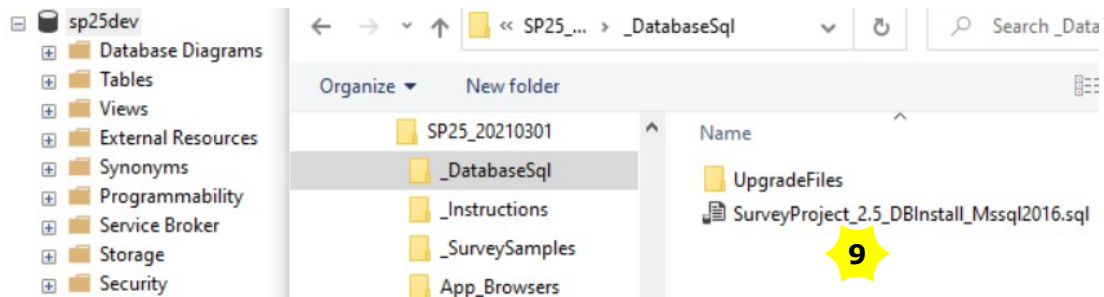 sp25dev
Database Diagrams
Tables
Views
External Resources
Synonyms
Programmability
Service Broker
Storage
Security
« SP25_... › _DatabaseSql
Search _Data
Organize
New folder
SP25_20210301
_DatabaseSql
_Instructions
_SurveySamples
App_Browsers
Name
UpgradeFiles
SurveyProject_2.5_DBInstall_Mssql2016.sql
9